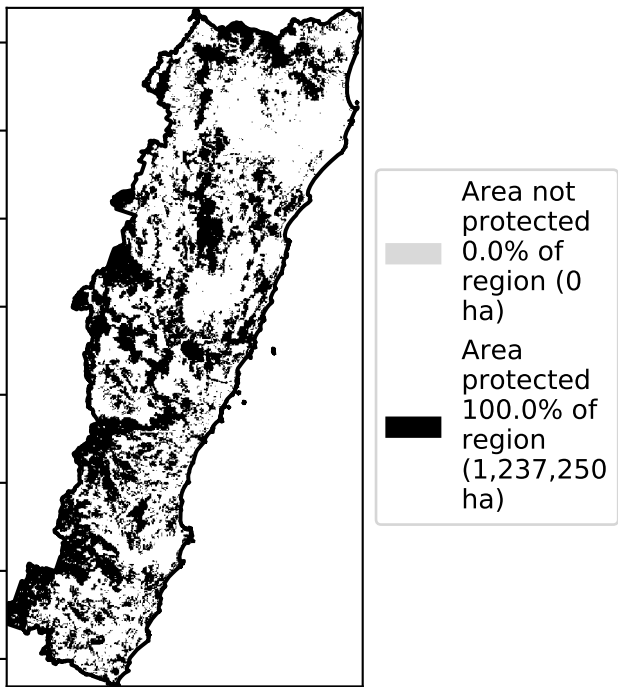 Area not
protected
0.0% of
region (0
ha)
Area
protected
100.0% of
region
(1,237,250
ha)